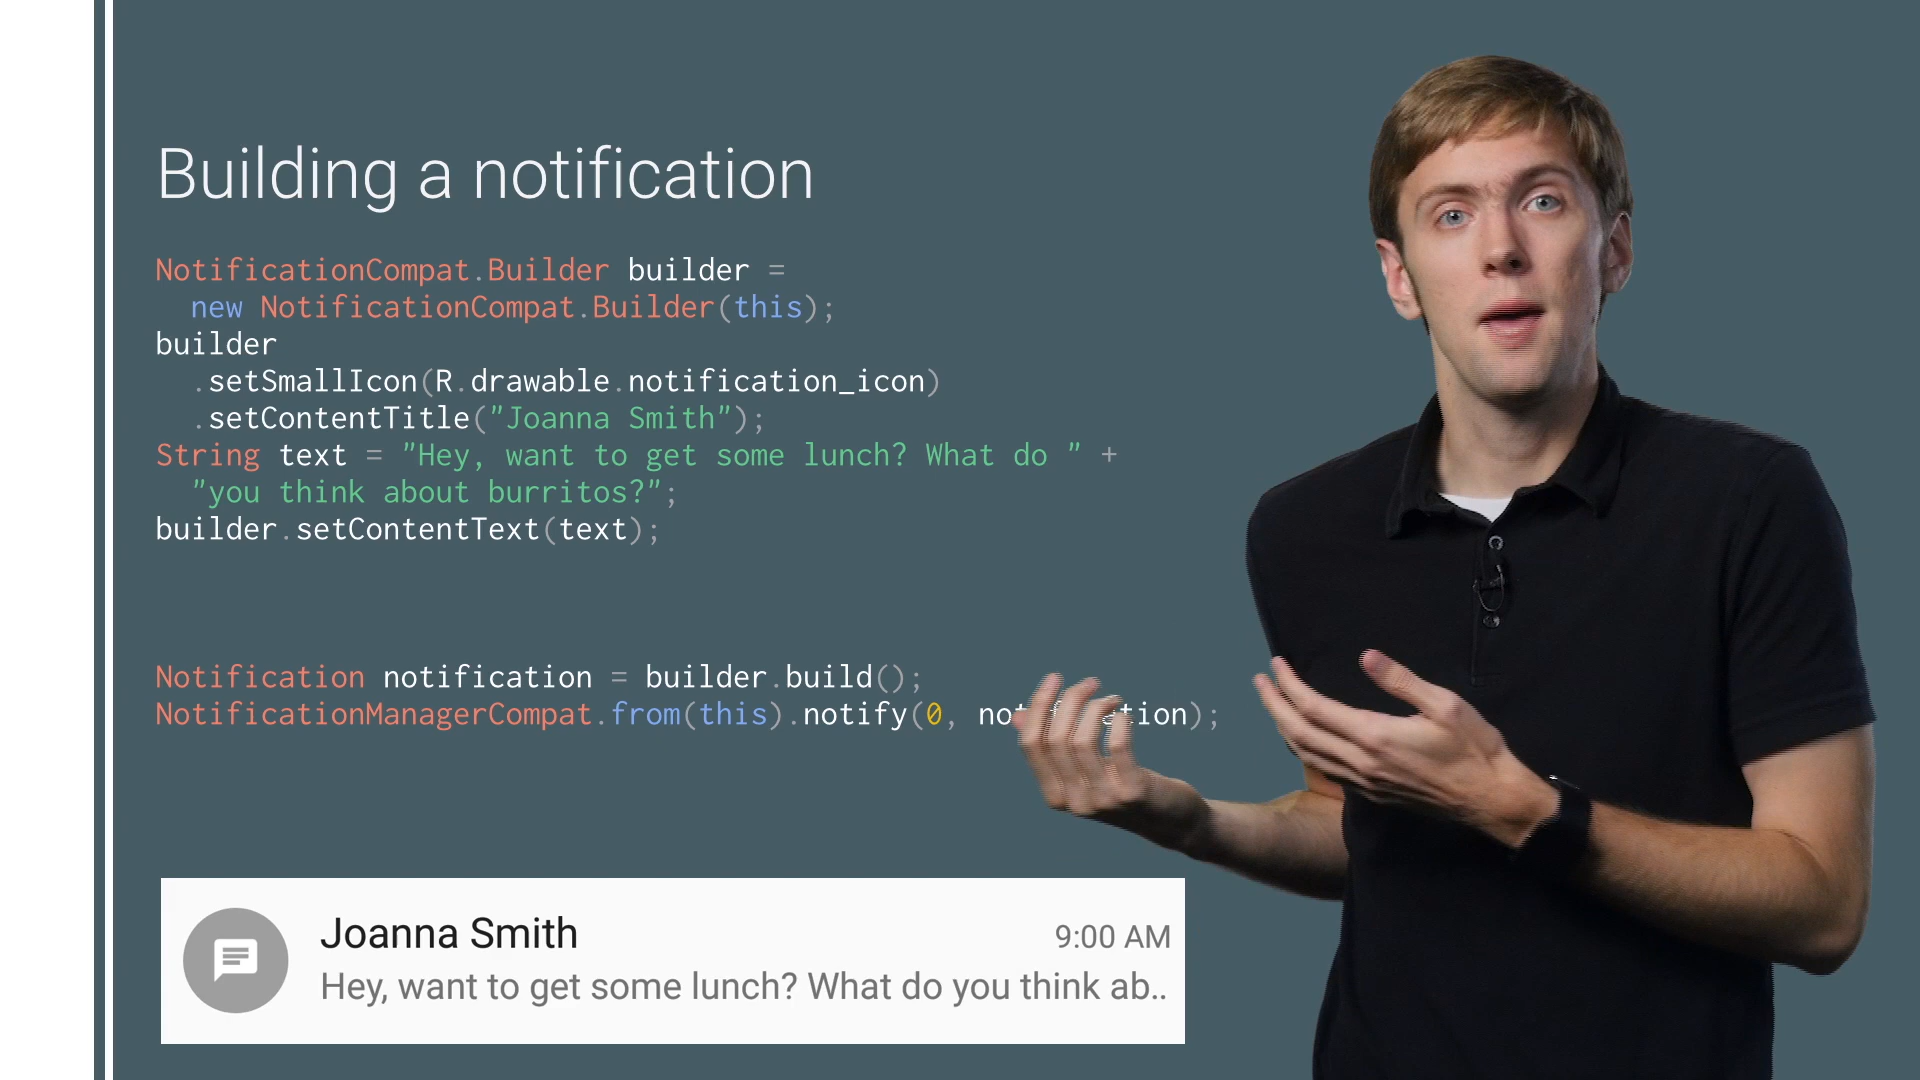 Building a notification
NotificationCompat.Builder builder =
new NotificationCompat.Builder(this);
builder
.setSmallIcon(R.drawable.notification_icon)
.setContentTitle("Joanna Smith");
String text = "Hey, want to get some lunch? What do " +
"you think about burritos?";
builder.setContentText(text);
Notification notification = builder.build();
NotificationManagerCompat.from(this).notify(0, notification);
Joanna Smith
9:00 AM
Hey, want to get some lunch? What do you think ab..